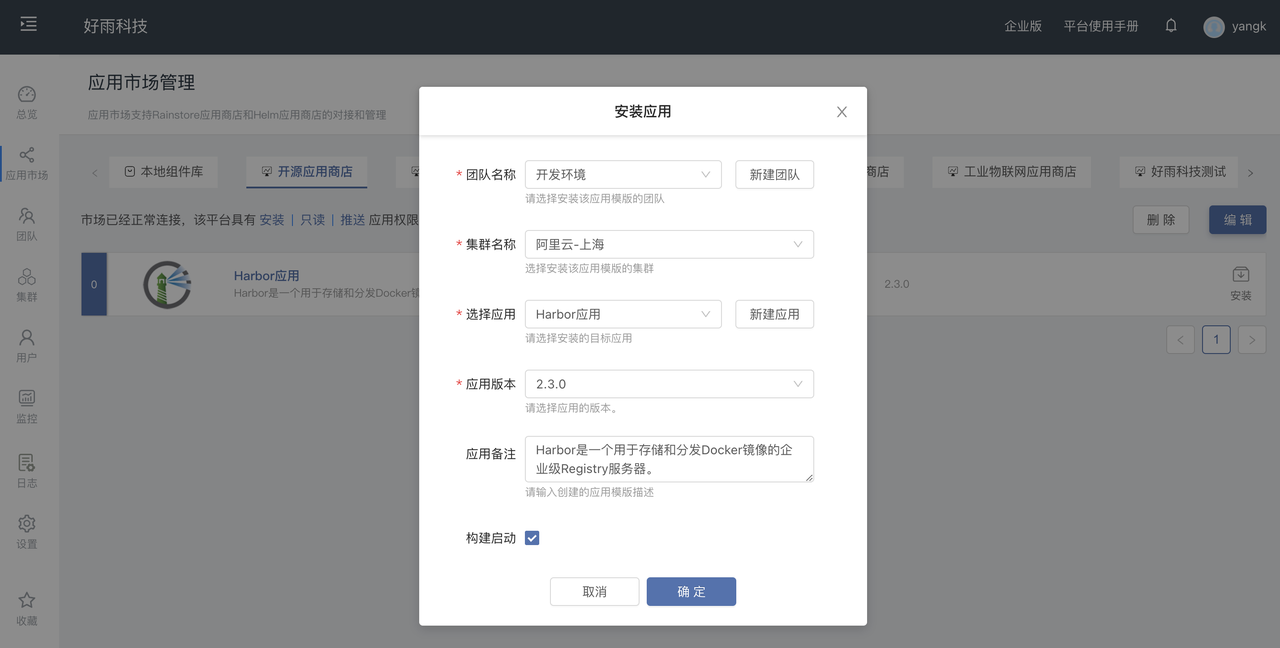 好雨科技
企业版 平台使用手册 yangk
应用市场管理
应用市场支持Rainstore应用商店和Helm应用商店的对接和管理
总览
应用市场
团队
集群
用户
监控
日志
设置
收藏
本地组件库 开源应用商店 商店 工业物联网应用商店 好雨科技测试
市场已经正常连接，该平台具有 安装 | 只读 | 推送 应用权限
删 除 编 辑
0
Harbor应用
Harbor是一个用于存储和分发Docker
2.3.0
安装
1
安装应用
* 团队名称 开发环境 新建团队
请选择安装该应用模版的团队
* 集群名称 阿里云-上海
选择安装该应用模版的集群
* 选择应用 Harbor应用 新建应用
请选择安装的目标应用
* 应用版本 2.3.0
请选择应用的版本。
应用备注 Harbor是一个用于存储和分发Docker镜像的企
业级Registry服务器。
请输入创建的应用模版描述
构建启动
取消 确 定